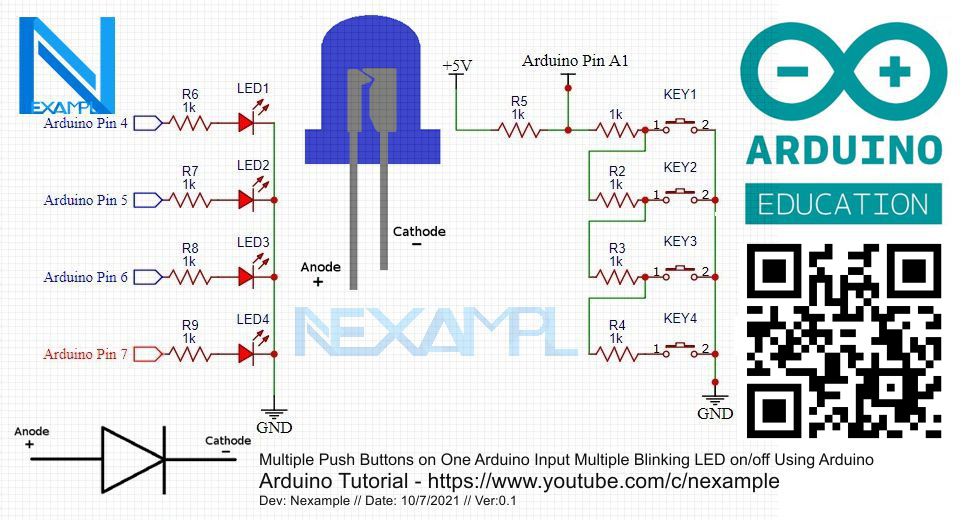 NEXAMPL
Arduino Pin 4
R6
1k
LED1
Arduino Pin 5
R7
1k
LED2
Arduino Pin 6
R8
1k
LED3
Arduino Pin 7
R9
1k
LED4
GND
Anode
+
Cathode
−
Anode
+
Cathode
−
NEXAMPL
+5V
Arduino Pin A1
R5
1k
1k
KEY1
1 2
R2
1k
KEY2
1 2
R3
1k
KEY3
1 2
R4
1k
KEY4
1 2
GND
ARDUINO
EDUCATION
Multiple Push Buttons on One Arduino Input Multiple Blinking LED on/off Using Arduino
Arduino Tutorial - https://www.youtube.com/c/nexample
Dev: Nexample // Date: 10/7/2021 // Ver:0.1